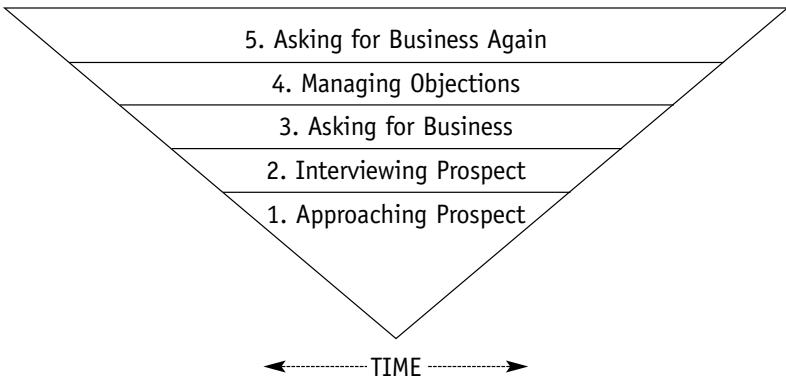 5. Asking for Business Again
4. Managing Objections
3. Asking for Business
2. Interviewing Prospect
1. Approaching Prospect
TIME